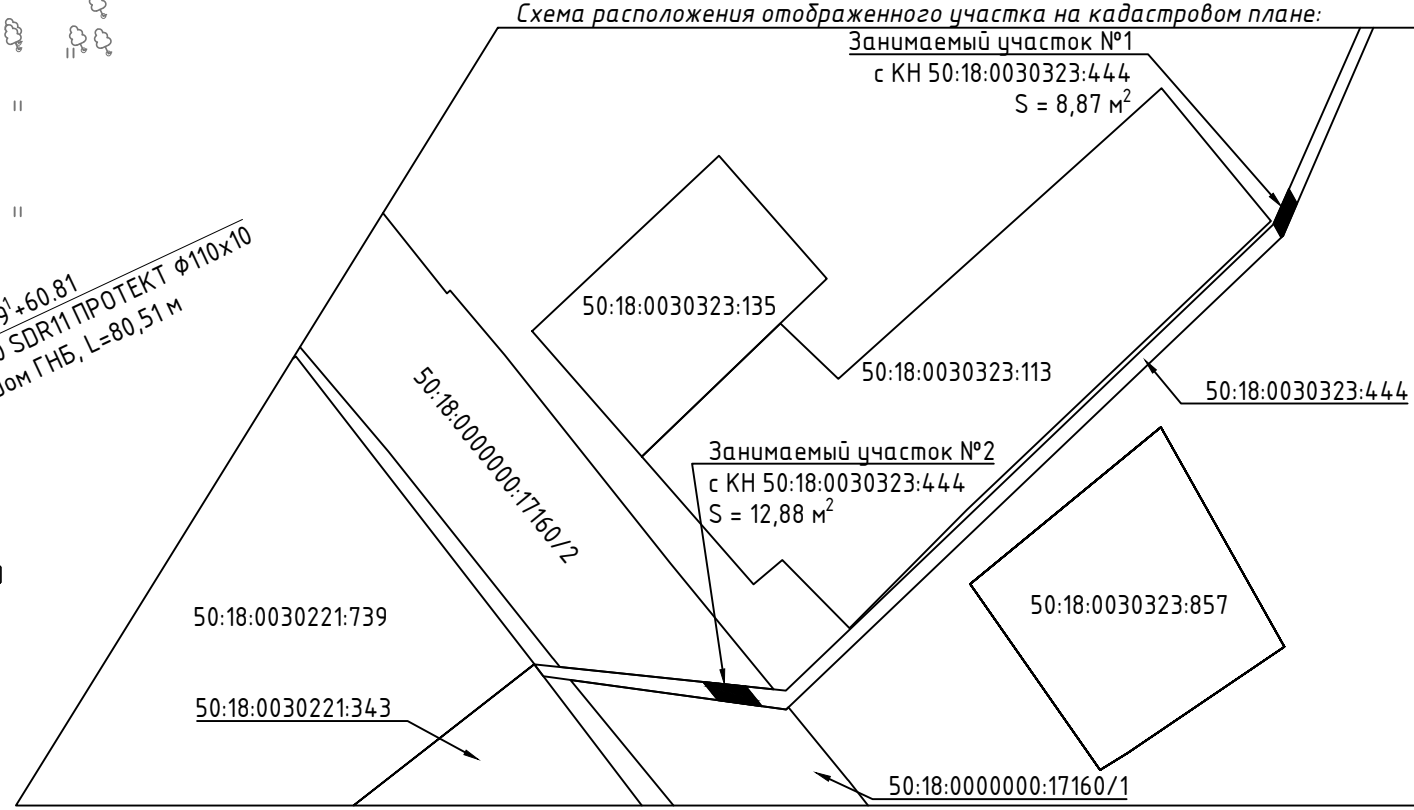 Схема расположения отображенного участка на кадастровом плане:
Занимаемый участок №1
с КН 50:18:0030323:444
S = 8,87 м²
+60.81
SDR11 ПРОТЕКТ Ф110х10
ГНБ, L=80,51 м
50:18:0030323:135
50:18:0030323:113
50:18:0030323:444
50:18:0000000:17160/2
Занимаемый участок №2
с КН 50:18:0030323:444
S = 12,88 м²
50:18:0030323:857
50:18:0030221:739
50:18:0030221:343
50:18:0000000:17160/1